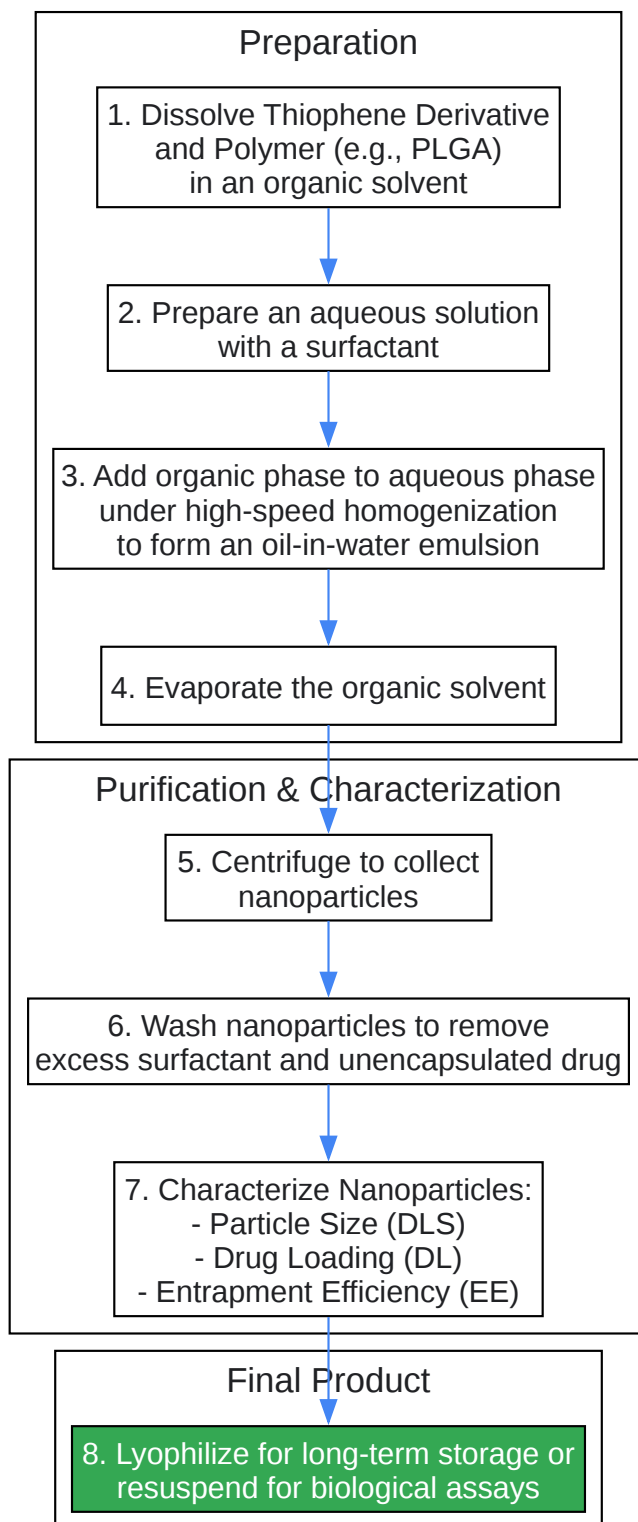 Preparation
1. Dissolve Thiophene Derivative
and Polymer (e.g., PLGA)
in an organic solvent
2. Prepare an aqueous solution
with a surfactant
3. Add organic phase to aqueous phase
under high-speed homogenization
to form an oil-in-water emulsion
4. Evaporate the organic solvent
Purification & Characterization
5. Centrifuge to collect
nanoparticles
6. Wash nanoparticles to remove
excess surfactant and unencapsulated drug
7. Characterize Nanoparticles:
- Particle Size (DLS)
- Drug Loading (DL)
- Entrapment Efficiency (EE)
Final Product
8. Lyophilize for long-term storage or
resuspend for biological assays